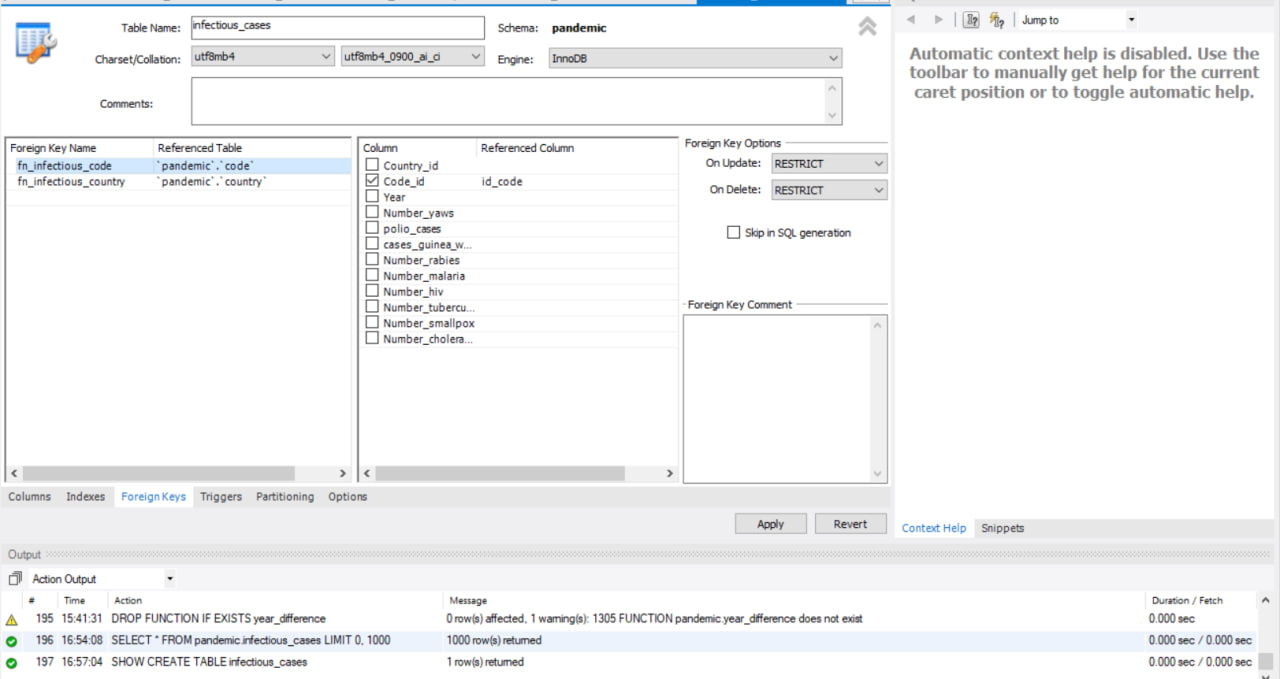 Table Name: infectious_cases Schema: pandemic
Charset/Collation: utf8mb4 utf8mb4_0900_ai_ci Engine: InnoDB
Comments:
Foreign Key Name Referenced Table
fn_infectious_code `pandemic`.`code`
fn_infectious_country `pandemic`.`country`
Column Referenced Column
Country_id
Code_id id_code
Year
Number_yaws
polio_cases
cases_guinea_w...
Number_rabies
Number_malaria
Number_hiv
Number_tubercu...
Number_smallpox
Number_cholera...
Foreign Key Options
On Update: RESTRICT
On Delete: RESTRICT
Skip in SQL generation
Foreign Key Comment
Columns Indexes Foreign Keys Triggers Partitioning Options
Apply Revert
Jump to
Automatic context help is disabled. Use the
toolbar to manually get help for the current
caret position or to toggle automatic help.
Context Help Snippets
Output
Action Output
# Time Action Message Duration / Fetch
195 15:41:31 DROP FUNCTION IF EXISTS year_difference 0 row(s) affected, 1 warning(s): 1305 FUNCTION pandemic.year_difference does not exist 0.000 sec
196 16:54:08 SELECT * FROM pandemic.infectious_cases LIMIT 0, 1000 1000 row(s) returned 0.000 sec / 0.000 sec
197 16:57:04 SHOW CREATE TABLE infectious_cases 1 row(s) returned 0.000 sec / 0.000 sec